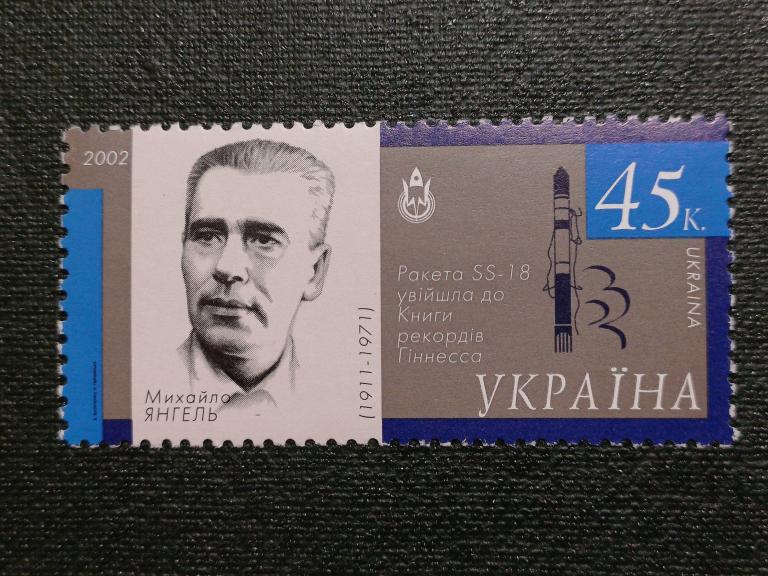 2002
Михайло
ЯНГЕЛЬ
(1911-1971)
Ракета SS-18
увійшла до
Книги
рекордів
Гіннесса
45к.
UKRAINA
УКРАЇНА